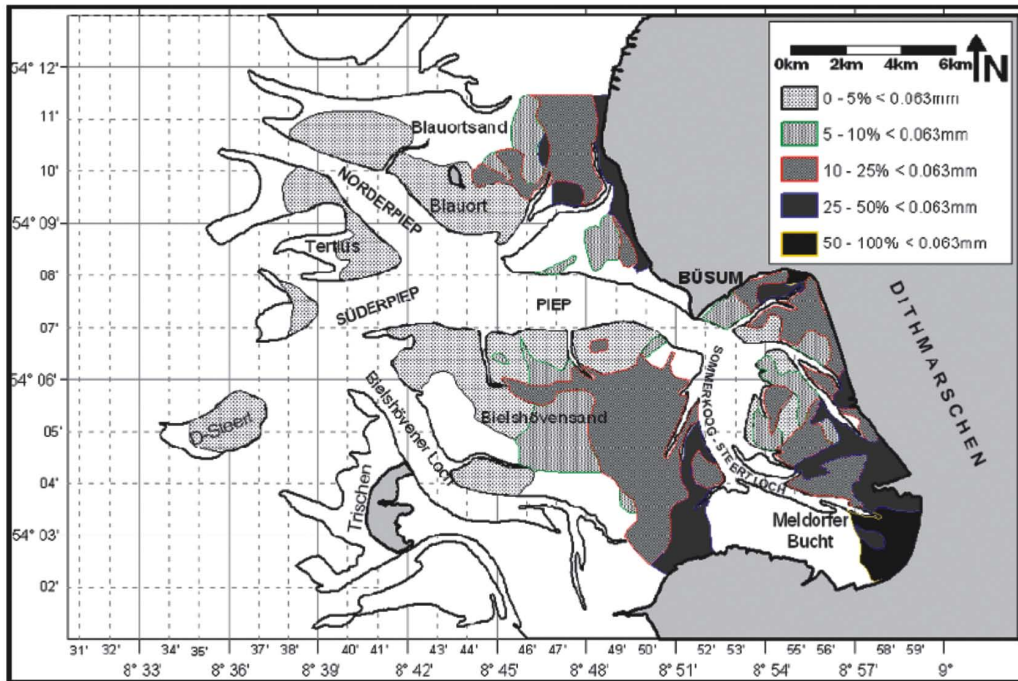 0km 2km 4km 6km
N
0 - 5% < 0.063mm
5 - 10% < 0.063mm
10 - 25% < 0.063mm
25 - 50% < 0.063mm
50 - 100% < 0.063mm
54° 12'
11'
10'
54° 09'
08'
07'
54° 06'
05'
04'
54° 03'
02'
Blauortsand
NORDERPIEP
Blauort
Tertius
SÜDERPIEP
PIEP
BÜSUM
DITHMARSCHEN
SOMMERKOOG - STEERTLOCH
Bielshövener Loch
Bielshövensand
D-Steert
Trischen
Meldorfer
Bucht
31' 32' 34' 35' 37' 38' 40' 41' 43' 44' 46' 47' 49' 50' 52' 53' 55' 56' 58' 59'
8° 33' 8° 36' 8° 39' 8° 42' 8° 45' 8° 48' 8° 51' 8° 54' 8° 57' 9°